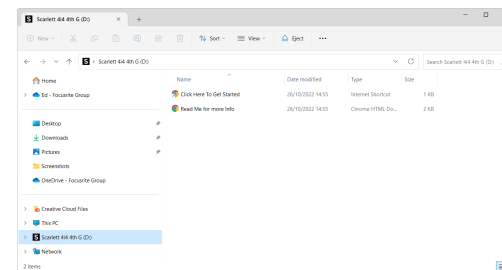 Scarlett 4i4 4th G (D:)
New
Sort
View
Eject
Scarlett 4i4 4th G (D:)
Search Scarlett 4i4 4th G (D:)
Name Date modified Type Size
Home
Click Here To Get Started 26/10/2022 14:55 Internet Shortcut 1 KB
Ed - Focusrite Group
Read Me for more Info 26/10/2022 14:55 Chrome HTML Do... 2 KB
Desktop
Downloads
Pictures
Screenshots
OneDrive - Focusrite Group
Creative Cloud Files
This PC
Scarlett 4i4 4th G (D:)
Network
2 items